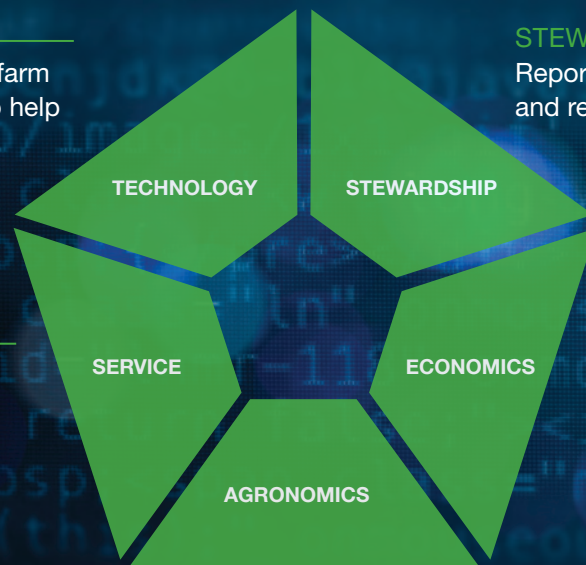 farm
help
STEW
Repor
and re
TECHNOLOGY
STEWARDSHIP
SERVICE
ECONOMICS
AGRONOMICS